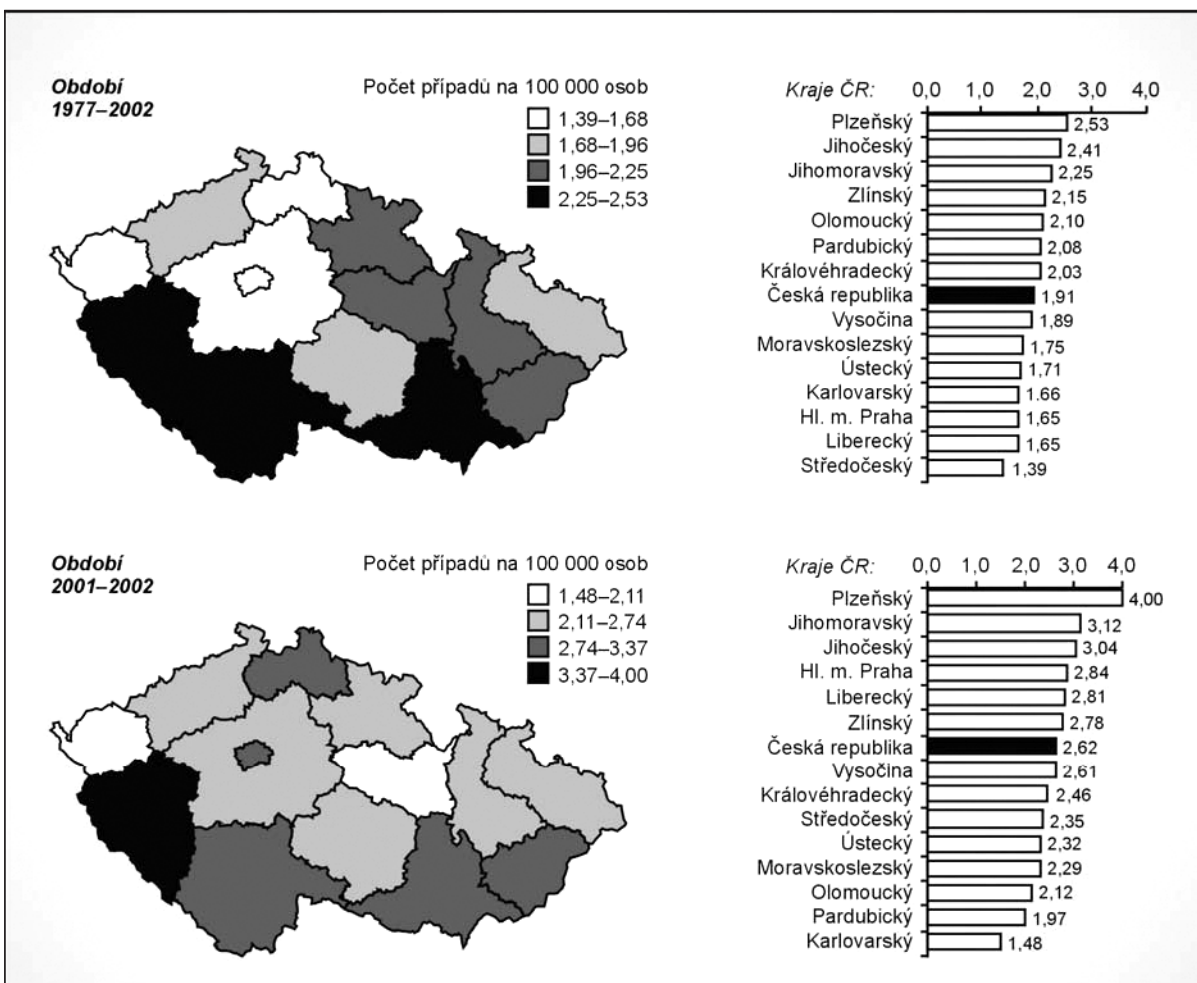 Období
1977–2002
Počet případů na 100 000 osob
1,39–1,68
1,68–1,96
1,96–2,25
2,25–2,53
Kraje ČR:
0,0 1,0 2,0 3,0 4,0
Plzeňský 2,53
Jihočeský 2,41
Jihomoravský 2,25
Zlínský 2,15
Olomoucký 2,10
Pardubický 2,08
Královéhradecký 2,03
Česká republika 1,91
Vysočina 1,89
Moravskoslezský 1,75
Ústecký 1,71
Karlovarský 1.66
Hl. m. Praha 1,65
Liberecký 1,65
Středočeský 1,39
Období
2001–2002
Počet případů na 100 000 osob
1,48–2,11
2,11–2,74
2,74–3,37
3,37–4,00
Kraje ČR:
0,0 1,0 2,0 3,0 4,0
Plzeňský 4,00
Jihomoravský 3,12
Jihočeský 3,04
Hl. m. Praha 2,84
Liberecký 2,81
Zlínský 2,78
Česká republika 2,62
Vysočina 2,61
Královéhradecký 2,46
Středočeský 2,35
Ústecký 2,32
Moravskoslezský 2,29
Olomoucký 2,12
Pardubický 1,97
Karlovarský 1,48